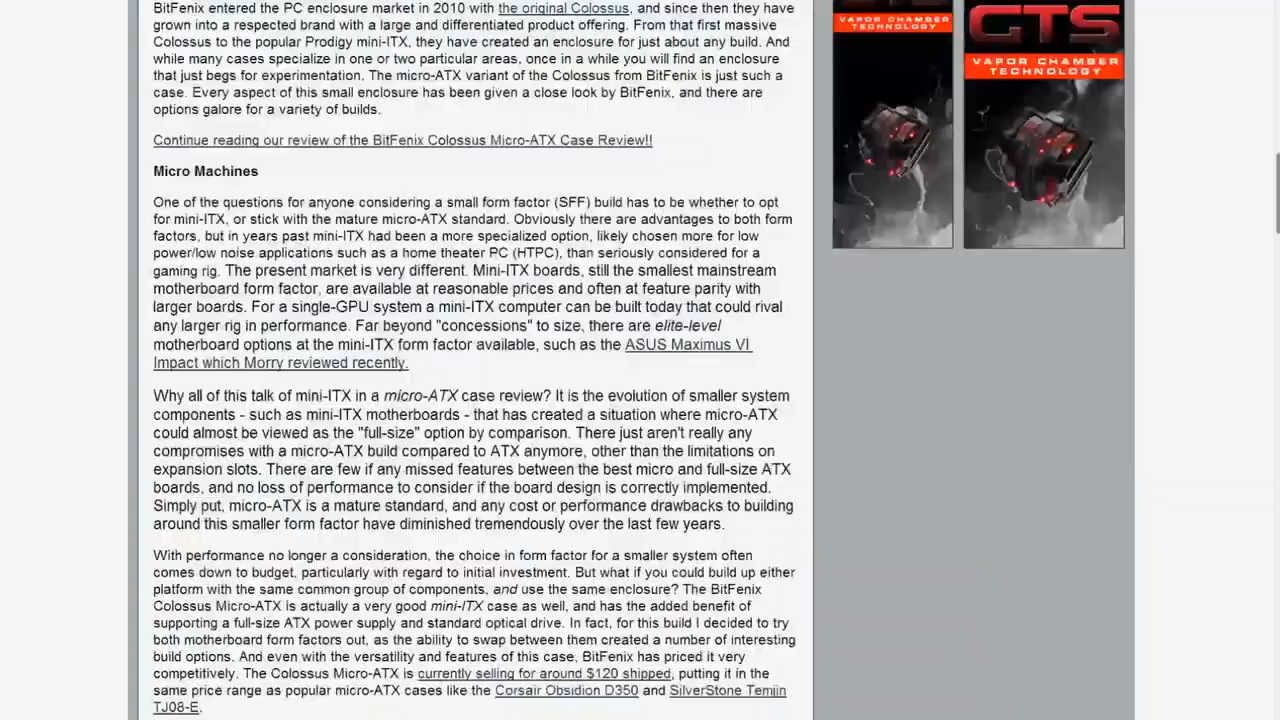 BitFenix entered the PC enclosure market in 2010 with the original Colossus, and since then they have
grown into a respected brand with a large and differentiated product offering. From that first massive
Colossus to the popular Prodigy mini-ITX, they have created an enclosure for just about any build. And
while many cases specialize in one or two particular areas, once in a while you will find an enclosure
that just begs for experimentation. The micro-ATX variant of the Colossus from BitFenix is just such a
case. Every aspect of this small enclosure has been given a close look by BitFenix, and there are
options galore for a variety of builds.
Continue reading our review of the BitFenix Colossus Micro-ATX Case Review!!
Micro Machines
One of the questions for anyone considering a small form factor (SFF) build has to be whether to opt
for mini-ITX, or stick with the mature micro-ATX standard. Obviously there are advantages to both form
factors, but in years past mini-ITX had been a more specialized option, likely chosen more for low
power/low noise applications such as a home theater PC (HTPC), than seriously considered for a
gaming rig. The present market is very different. Mini-ITX boards, still the smallest mainstream
motherboard form factor, are available at reasonable prices and often at feature parity with
larger boards. For a single-GPU system a mini-ITX computer can be built today that could rival
any larger rig in performance. Far beyond "concessions" to size, there are elite-level
motherboard options at the mini-ITX form factor available, such as the ASUS Maximus VI
Impact which Morry reviewed recently.
Why all of this talk of mini-ITX in a micro-ATX case review? It is the evolution of smaller system
components - such as mini-ITX motherboards - that has created a situation where micro-ATX
could almost be viewed as the "full-size" option by comparison. There just aren't really any
compromises with a micro-ATX build compared to ATX anymore, other than the limitations on
expansion slots. There are few if any missed features between the best micro and full-size ATX
boards, and no loss of performance to consider if the board design is correctly implemented.
Simply put, micro-ATX is a mature standard, and any cost or performance drawbacks to building
around this smaller form factor have diminished tremendously over the last few years.
With performance no longer a consideration, the choice in form factor for a smaller system often
comes down to budget, particularly with regard to initial investment. But what if you could build up either
platform with the same common group of components, and use the same enclosure? The BitFenix
Colossus Micro-ATX is actually a very good mini-ITX case as well, and has the added benefit of
supporting a full-size ATX power supply and standard optical drive. In fact, for this build I decided to try
both motherboard form factors out, as the ability to swap between them created a number of interesting
build options. And even with the versatility and features of this case, BitFenix has priced it very
competitively. The Colossus Micro-ATX is currently selling for around $120 shipped, putting it in the
same price range as popular micro-ATX cases like the Corsair Obsidion D350 and SilverStone Temjin
TJ08-E.
VAPOR CHAMBER
TECHNOLOGY
GTS
VAPOR CHAMBER
TECHNOLOGY